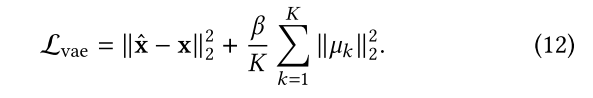 ℒ_vae = ‖x̂ − x‖₂² + β/K ∑_{k=1}^{K} ‖μ_k‖₂². (12)